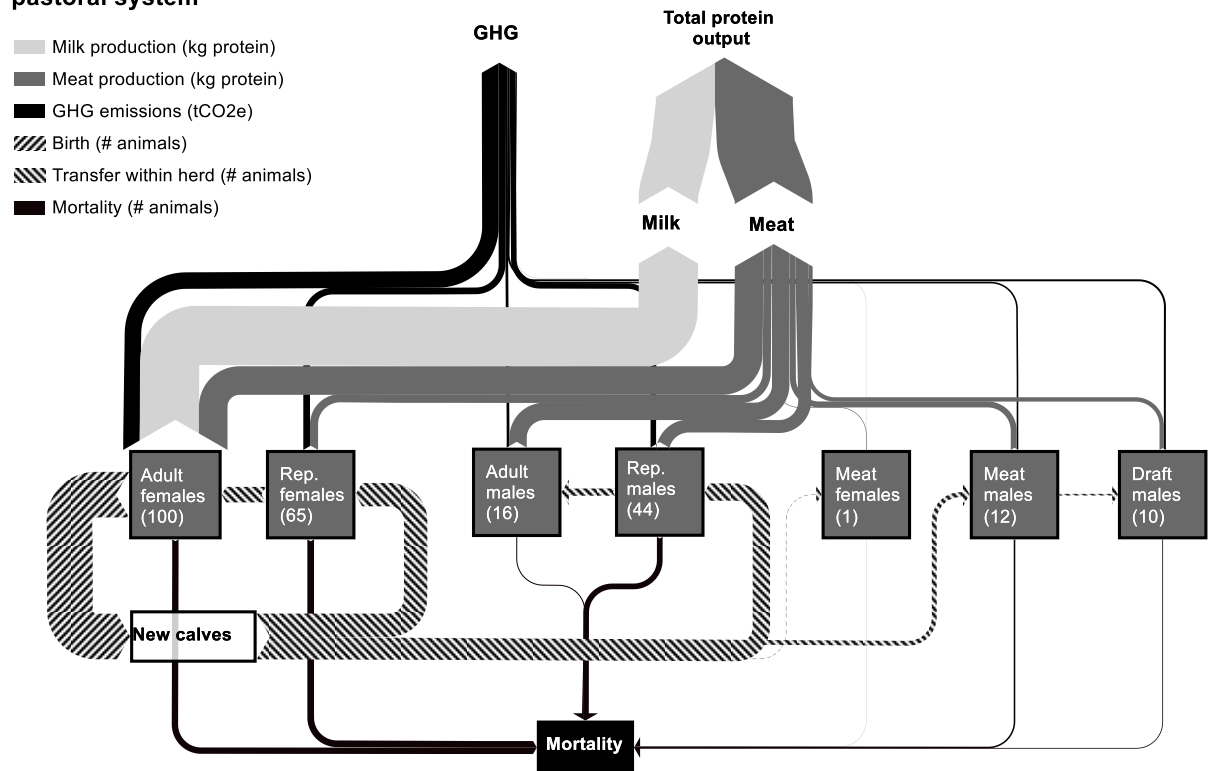 pastoral system
Milk production (kg protein)
Meat production (kg protein)
GHG emissions (tCO2e)
Birth (# animals)
Transfer within herd (# animals)
Mortality (# animals)
GHG
Total protein
output
Milk
Meat
Adult
females
(100)
Rep.
females
(65)
Adult
males
(16)
Rep.
males
(44)
Meat
females
(1)
Meat
males
(12)
Draft
males
(10)
New calves
Mortality